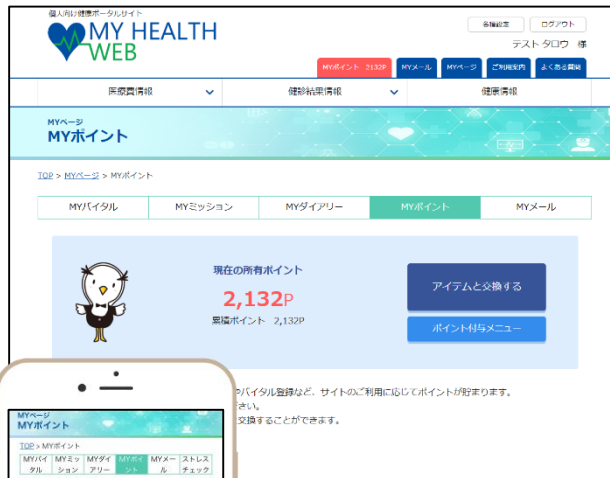 個人向け健康ポータルサイト
MY HEALTH
WEB
各種設定
ログアウト
テスト タロウ 様
MYポイント 2132P
MYメール
MYページ
ご利用案内
よくある質問
医療費情報
健診結果情報
健康情報
MYページ
MYポイント
TOP > MYページ > MYポイント
MYバイタル
MYミッション
MYダイアリー
MYポイント
MYメール
現在の所有ポイント
2,132P
累積ポイント 2,132P
アイテムと交換する
ポイント付与メニュー
やバイタル登録など、サイトのご利用に応じてポイントが貯まります。
さい。
交換することができます。
MYページ
MYポイント
TOP > MYポイント
MYバイ MYミッ MYダイ MYポイ MYメー ストレス
タル ション アリー ント ル チェック